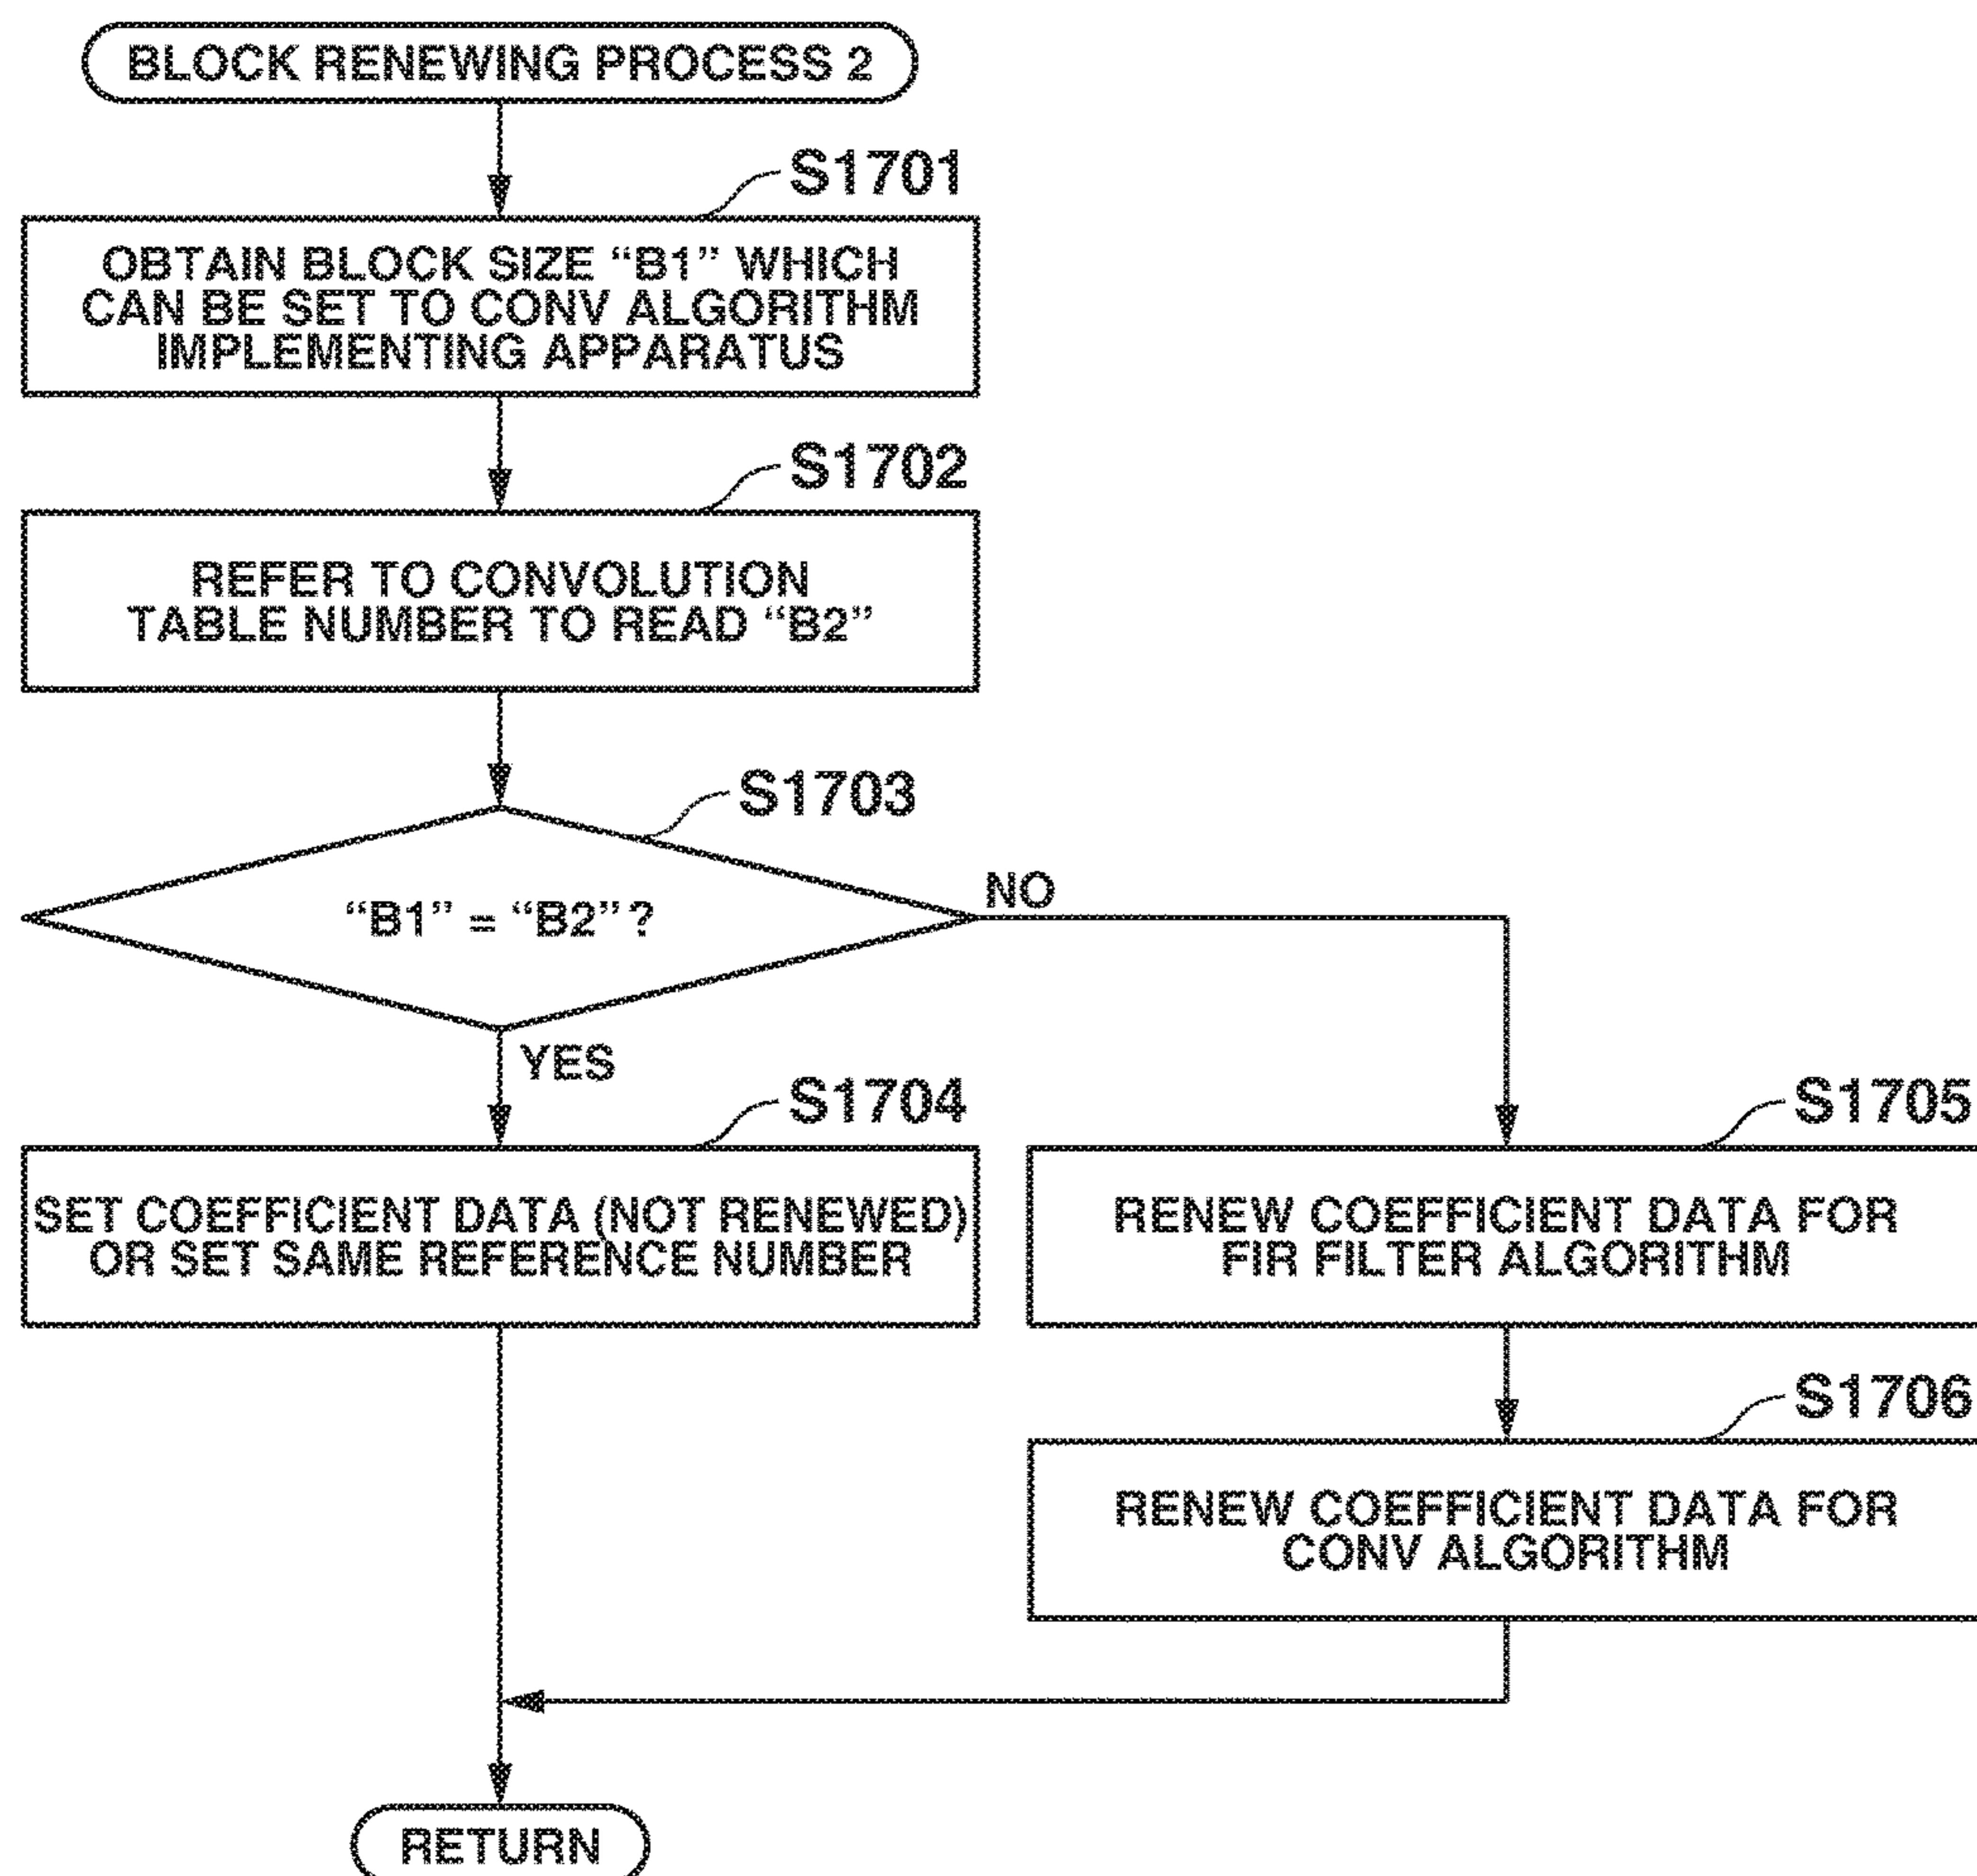 BLOCK RENEWING PROCESS 2
S1701
OBTAIN BLOCK SIZE “B1” WHICH
CAN BE SET TO CONV ALGORITHM
IMPLEMENTING APPARATUS
S1702
REFER TO CONVOLUTION
TABLE NUMBER TO READ “B2”
S1703
“B1” = “B2” ?
NO
YES
S1704
SET COEFFICIENT DATA (NOT RENEWED)
OR SET SAME REFERENCE NUMBER
S1705
RENEW COEFFICIENT DATA FOR
FIR FILTER ALGORITHM
S1706
RENEW COEFFICIENT DATA FOR
CONV ALGORITHM
RETURN